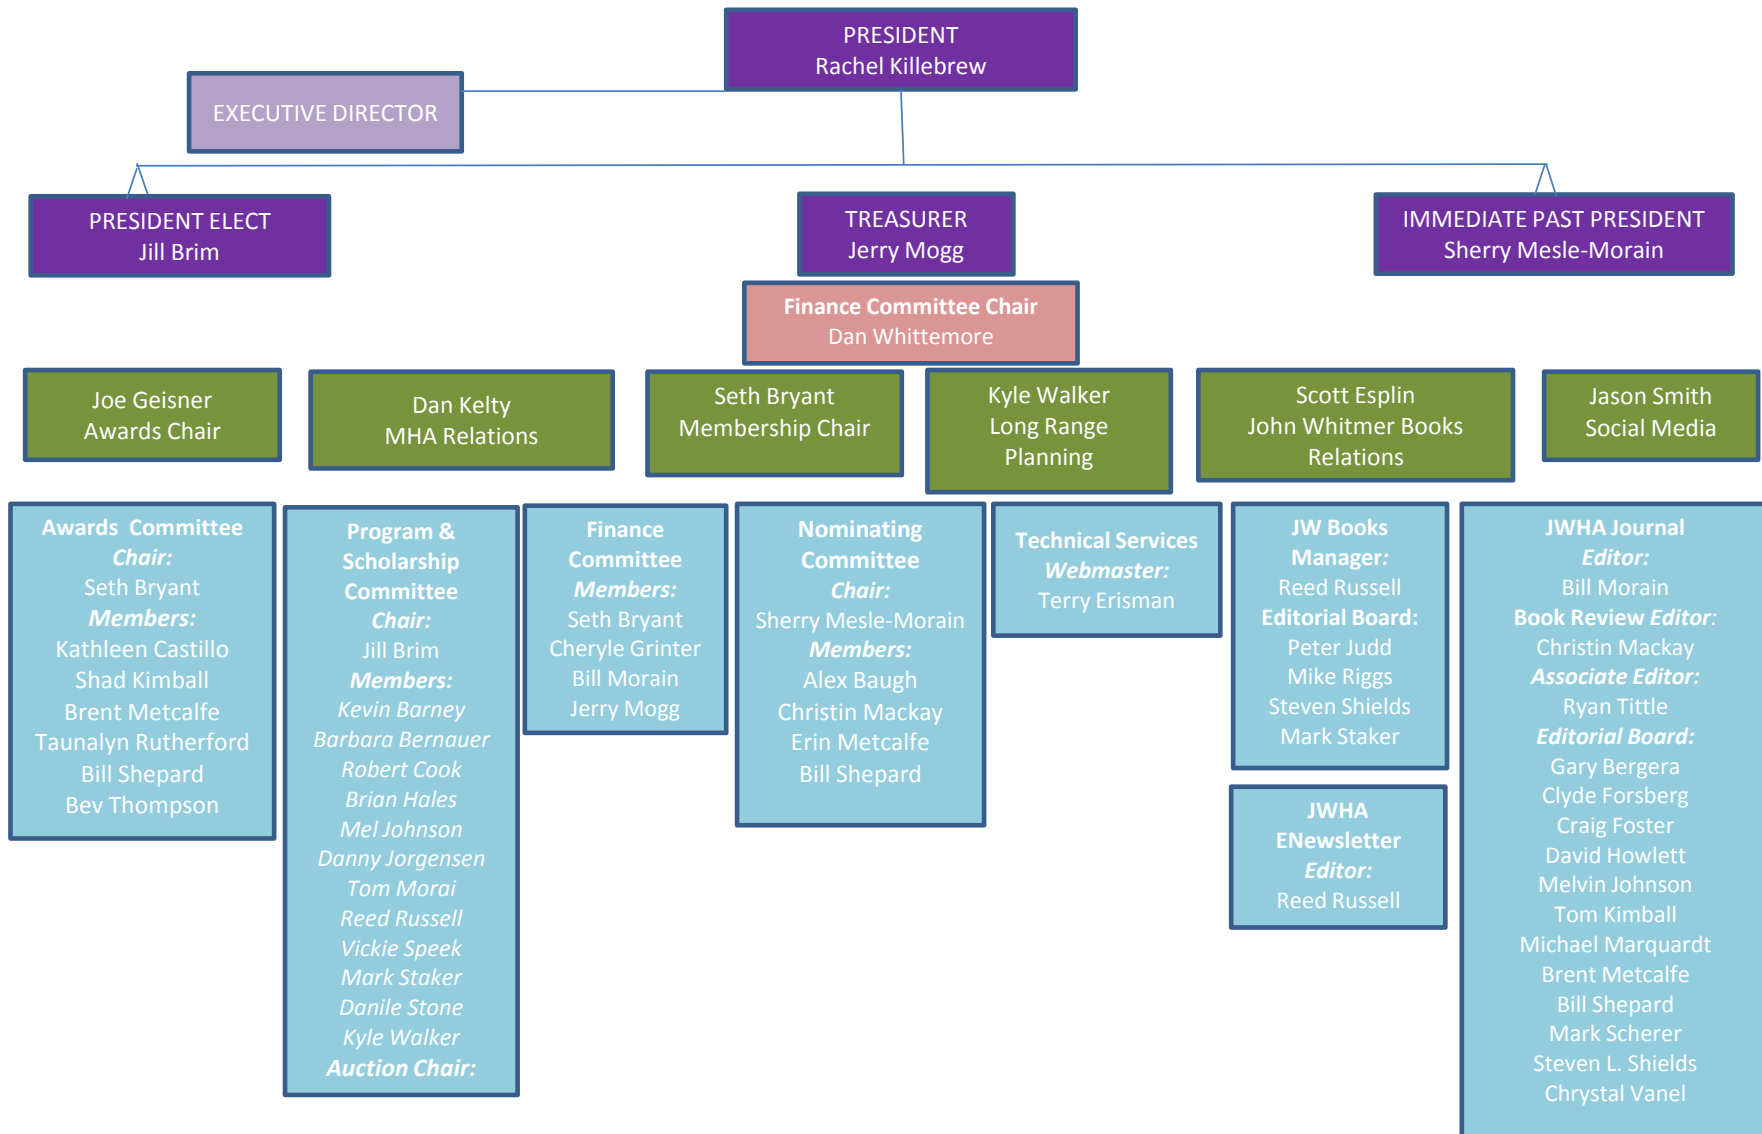 PRESIDENT
Rachel Killebrew
EXECUTIVE DIRECTOR
PRESIDENT ELECT
Jill Brim
TREASURER
Jerry Mogg
IMMEDIATE PAST PRESIDENT
Sherry Mesle-Morain
Finance Committee Chair
Dan Whittemore
Joe Geisner
Awards Chair
Dan Kelty
MHA Relations
Seth Bryant
Membership Chair
Kyle Walker
Long Range
Planning
Scott Esplin
John Whitmer Books
Relations
Jason Smith
Social Media
Awards Committee
Chair:
Seth Bryant
Members:
Kathleen Castillo
Shad Kimball
Brent Metcalfe
Taunalyn Rutherford
Bill Shepard
Bev Thompson
Program &
Scholarship
Committee
Chair:
Jill Brim
Members:
Kevin Barney
Barbara Bernauer
Robert Cook
Brian Hales
Mel Johnson
Danny Jorgensen
Tom Morai
Reed Russell
Vickie Speek
Mark Staker
Danile Stone
Kyle Walker
Auction Chair:
Finance
Committee
Members:
Seth Bryant
Cheryle Grinter
Bill Morain
Jerry Mogg
Nominating
Committee
Chair:
Sherry Mesle-Morain
Members:
Alex Baugh
Christin Mackay
Erin Metcalfe
Bill Shepard
Technical Services
Webmaster:
Terry Erisman
JW Books
Manager:
Reed Russell
Editorial Board:
Peter Judd
Mike Riggs
Steven Shields
Mark Staker
JWHA
ENewsletter
Editor:
Reed Russell
JWHA Journal
Editor:
Bill Morain
Book Review Editor:
Christin Mackay
Associate Editor:
Ryan Tittle
Editorial Board:
Gary Bergera
Clyde Forsberg
Craig Foster
David Howlett
Melvin Johnson
Tom Kimball
Michael Marquardt
Brent Metcalfe
Bill Shepard
Mark Scherer
Steven L. Shields
Chrystal Vanel